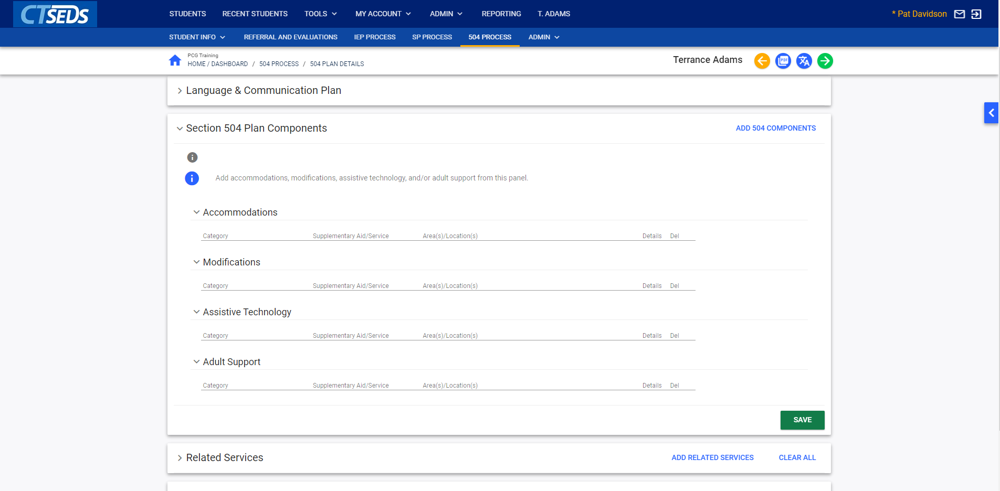 CTSEDS
STUDENTS RECENT STUDENTS TOOLS MY ACCOUNT ADMIN REPORTING T. ADAMS
* Pat Davidson
STUDENT INFO REFERRAL AND EVALUATIONS IEP PROCESS SP PROCESS 504 PROCESS ADMIN
PCG Training
HOME / DASHBOARD / 504 PROCESS / 504 PLAN DETAILS
Terrance Adams
PDF
Language & Communication Plan
Section 504 Plan Components
ADD 504 COMPONENTS
Add accommodations, modifications, assistive technology, and/or adult support from this panel.
Accommodations
Category Supplementary Aid/Service Area(s)/Location(s) Details Del
Modifications
Category Supplementary Aid/Service Area(s)/Location(s) Details Del
Assistive Technology
Category Supplementary Aid/Service Area(s)/Location(s) Details Del
Adult Support
Category Supplementary Aid/Service Area(s)/Location(s) Details Del
SAVE
Related Services
ADD RELATED SERVICES CLEAR ALL